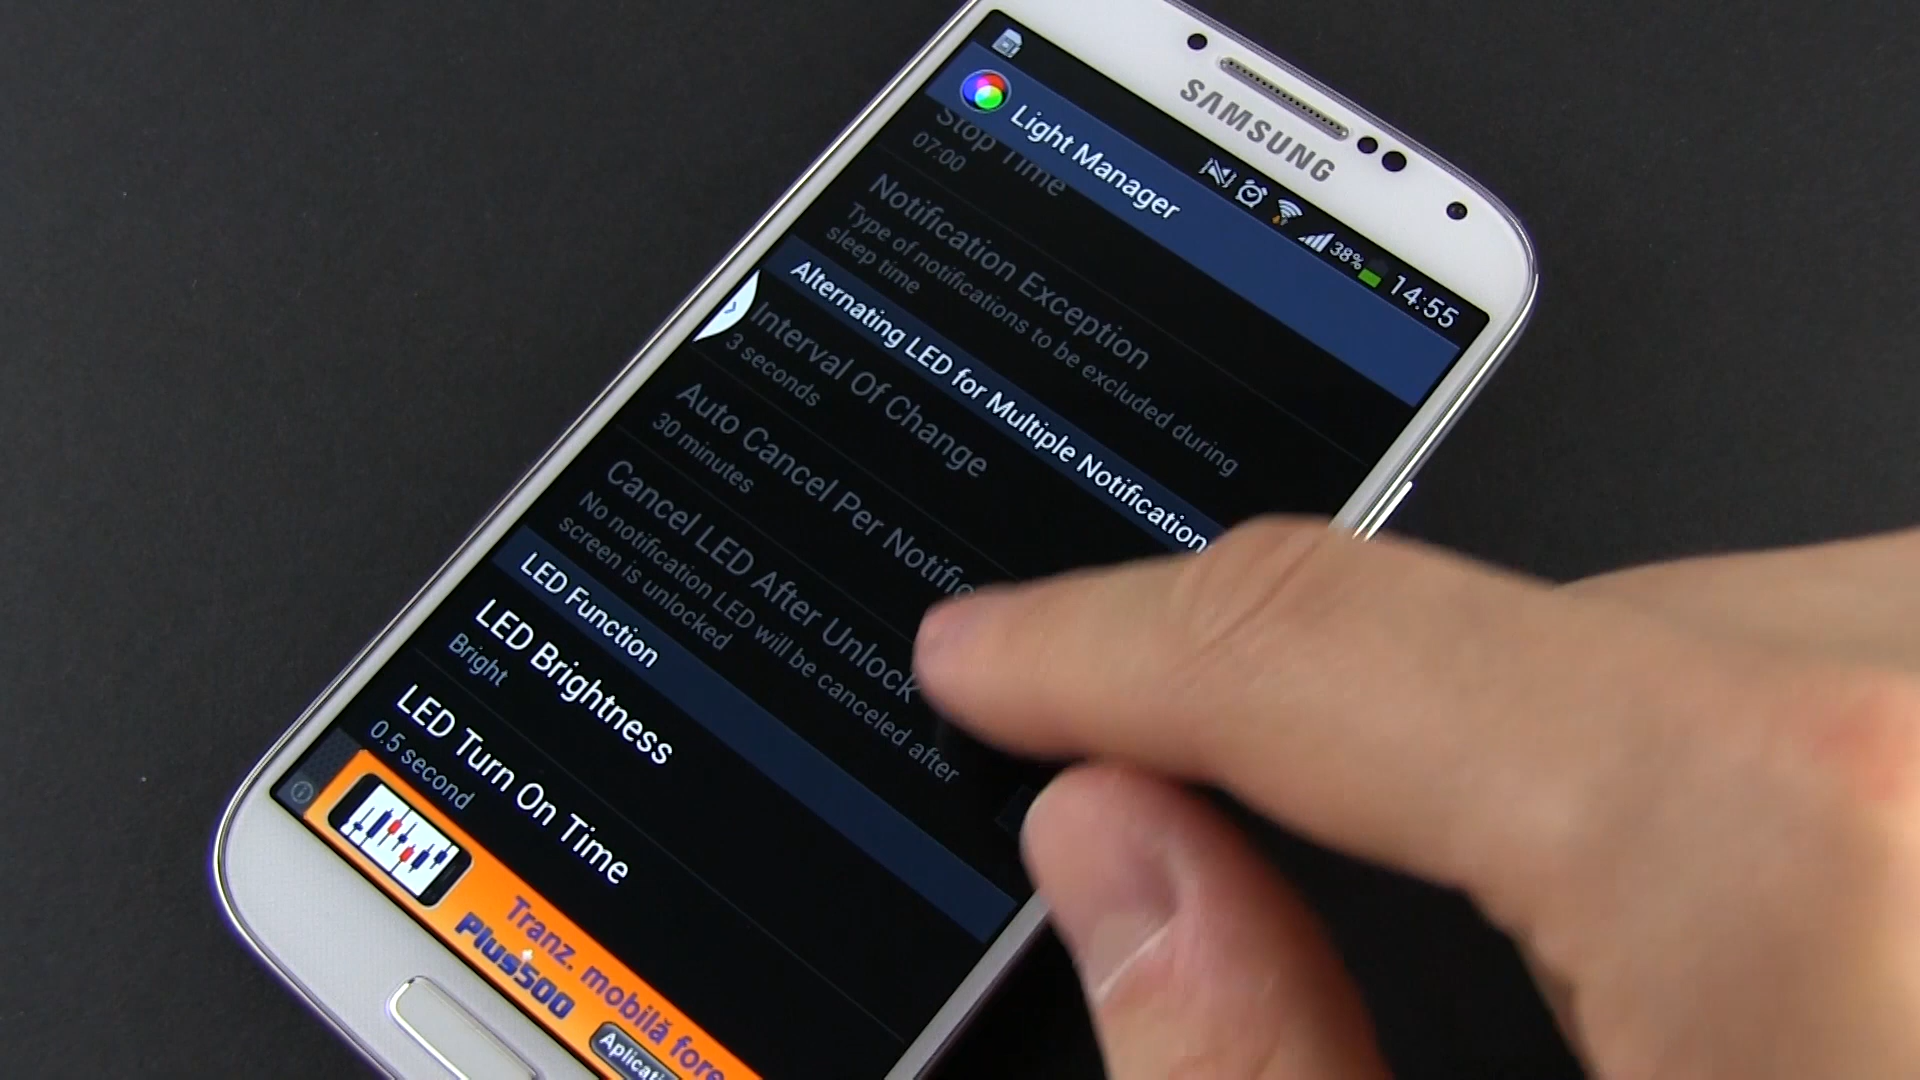 SAMSUNG
38% 14:55
Light Manager
Stop Time
07:00
Notification Exception
Type of notifications to be excluded during
sleep time
Alternating LED for Multiple Notification
Interval Of Change
3 seconds
Auto Cancel Per Notific
30 minutes
Cancel LED After Unlock
No notification LED will be canceled after
screen is unlocked
LED Function
LED Brightness
Bright
LED Turn On Time
0.5 second
Tranz. mobilă fore
Plus500
Aplicati